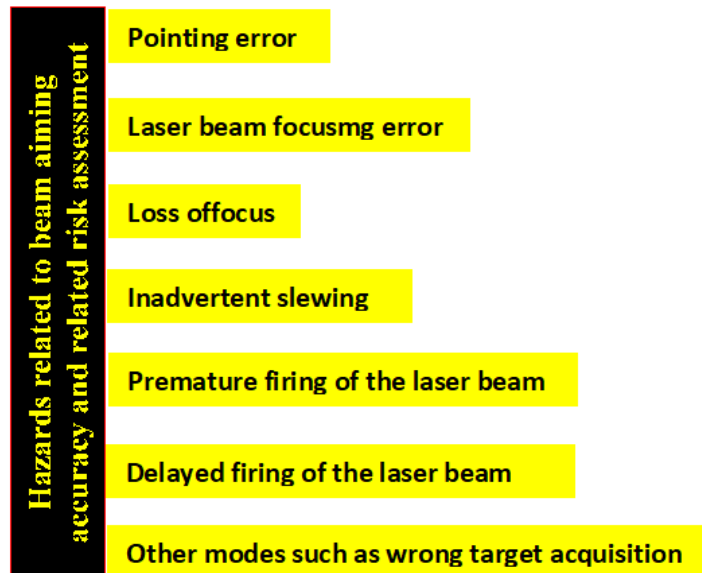 Hazards related to beam aiming
accuracy and related risk assessment
Pointing error
Laser beam focusmg error
Loss offocus
Inadvertent slewing
Premature firing of the laser beam
Delayed firing of the laser beam
Other modes such as wrong target acquisition